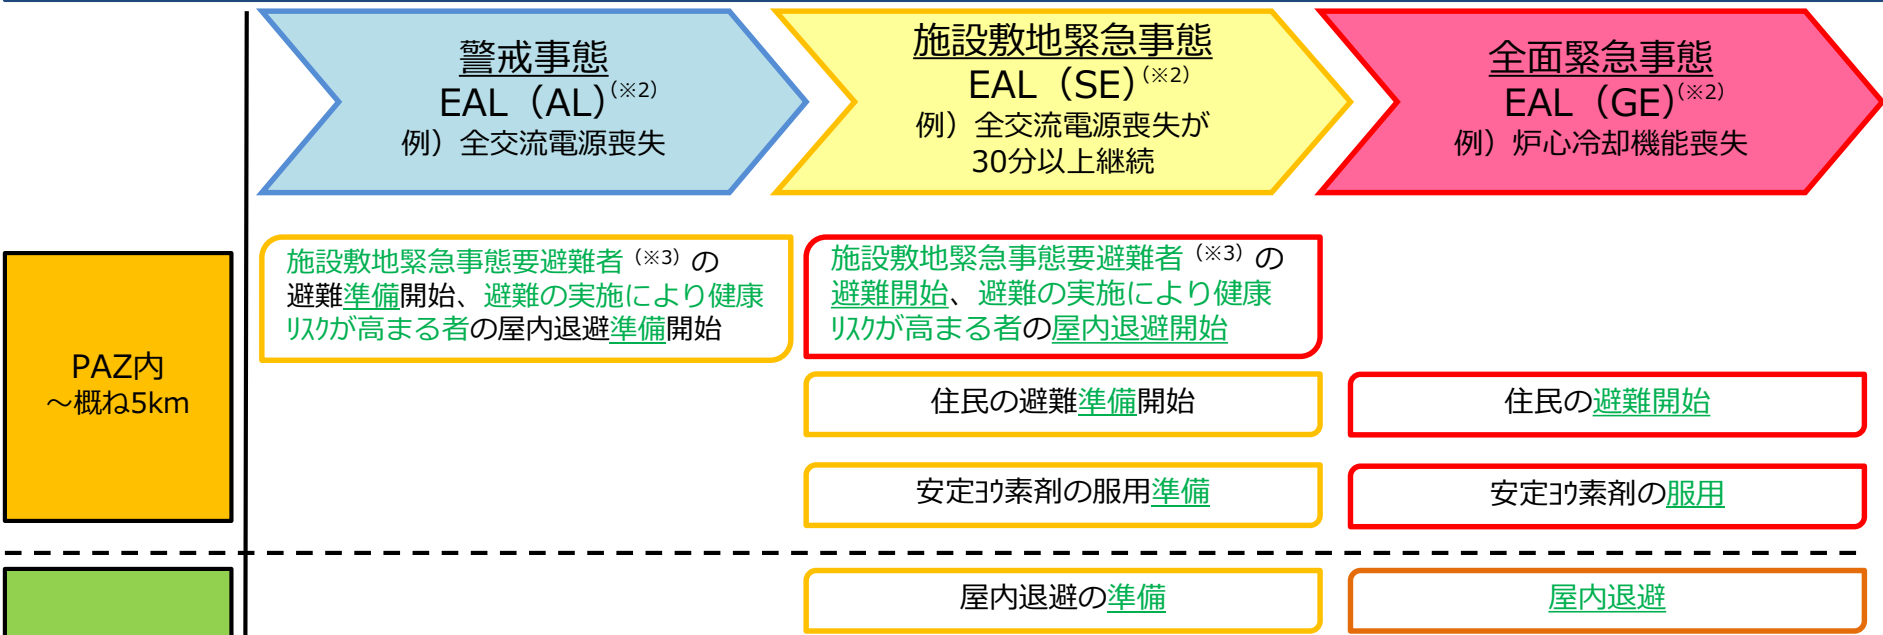 警戒事態
EAL（AL）(※2)
例）全交流電源喪失
施設敷地緊急事態
EAL（SE）(※2)
例）全交流電源喪失が
30分以上継続
全面緊急事態
EAL（GE）(※2)
例）炉心冷却機能喪失
PAZ内
～概ね5km
施設敷地緊急事態要避難者（※3）の
避難準備開始、避難の実施により健康
ﾘｽｸが高まる者の屋内退避準備開始
施設敷地緊急事態要避難者（※3）の
避難開始、避難の実施により健康
ﾘｽｸが高まる者の屋内退避開始
住民の避難準備開始
住民の避難開始
安定ﾖｳ素剤の服用準備
安定ﾖｳ素剤の服用
屋内退避の準備
屋内退避